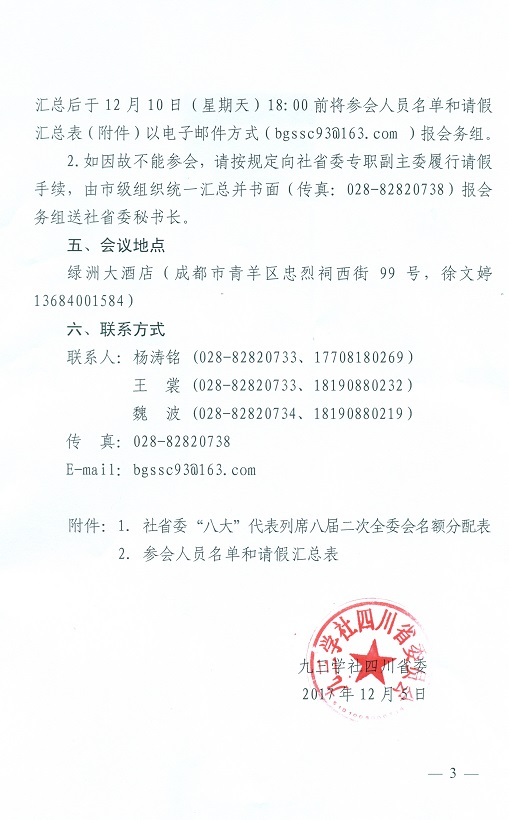 汇总后于 12 月 10 日（星期天）18:00 前将参会人员名单和请假
汇总表（附件）以电子邮件方式（bgssc93@163.com ）报会务组。
2.如因故不能参会，请按规定向社省委专职副主委履行请假
手续，由市级组织统一汇总并书面（传真：028-82820738）报会
务组送社省委秘书长。
五、会议地点
绿洲大酒店（成都市青羊区忠烈祠西街 99 号，徐文婷
13684001584）
六、联系方式
联系人：杨涛铭（028-82820733、17708180269）
王 裳（028-82820733、18190880232）
魏 波（028-82820734、18190880219）
传 真：028-82820738
E-mail：bgssc93@163.com
附件：1. 社省委“八大”代表列席八届二次全委会名额分配表
2. 参会人员名单和请假汇总表
九三学社四川省委员会
九三学社四川省委
2017 年 12 月 5 日
— 3 —